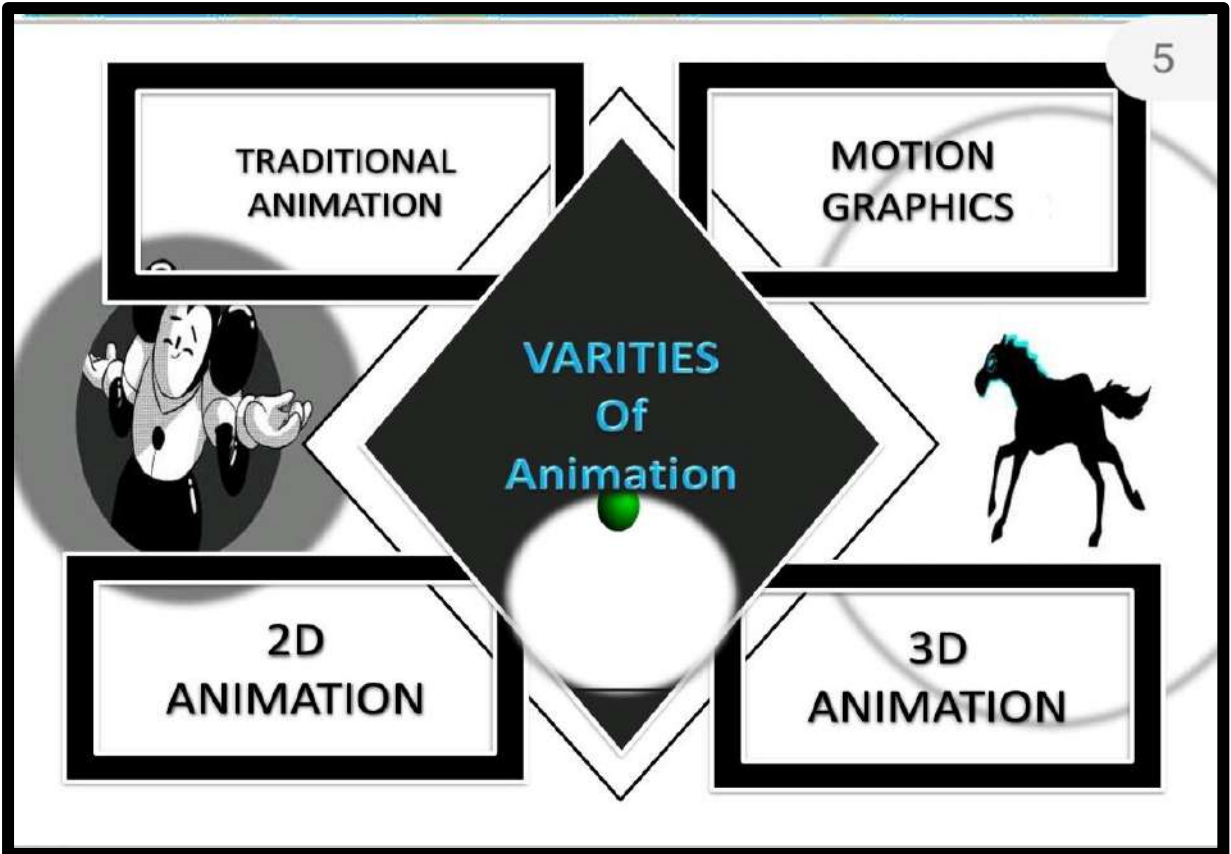 5
TRADITIONAL
ANIMATION
MOTION
GRAPHICS
VARITIES
Of
Animation
2D
ANIMATION
3D
ANIMATION